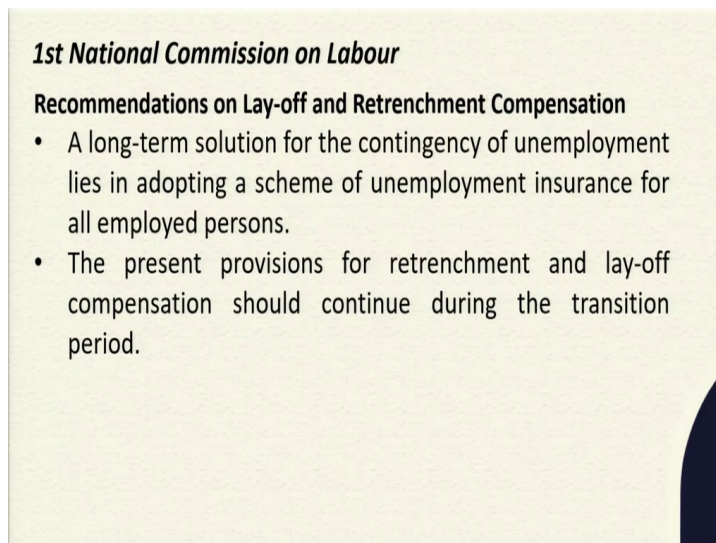 1st National Commission on Labour
Recommendations on Lay-off and Retrenchment Compensation
• A long-term solution for the contingency of unemployment
lies in adopting a scheme of unemployment insurance for
all employed persons.
• The present provisions for retrenchment and lay-off
compensation should continue during the transition
period.